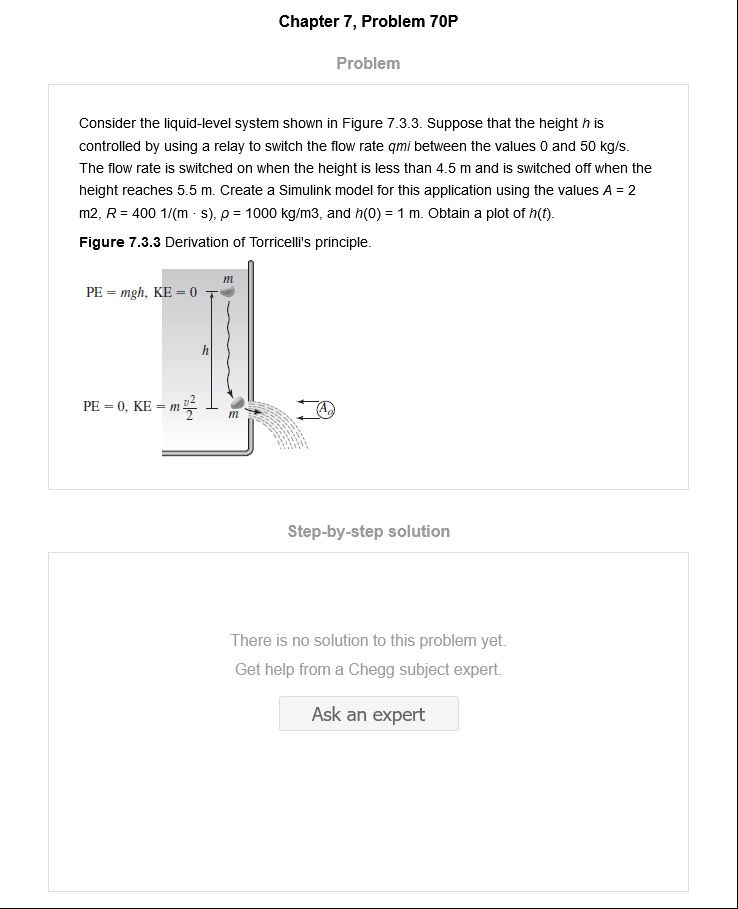 Chapter 7, Problem 70P
Problem
Consider the liquid-level system shown in Figure 7.3.3. Suppose that the height h is
controlled by using a relay to switch the flow rate qmi between the values 0 and 50 kg/s.
The flow rate is switched on when the height is less than 4.5 m and is switched off when the
height reaches 5.5 m. Create a Simulink model for this application using the values A = 2
m2, R = 400 1/(m · s), ρ = 1000 kg/m3, and h(0) = 1 m. Obtain a plot of h(t).
Figure 7.3.3 Derivation of Torricelli's principle.
m
PE = mgh, KE = 0
h
PE = 0, KE = m v²/2
m
Ao
Step-by-step solution
There is no solution to this problem yet.
Get help from a Chegg subject expert.
Ask an expert